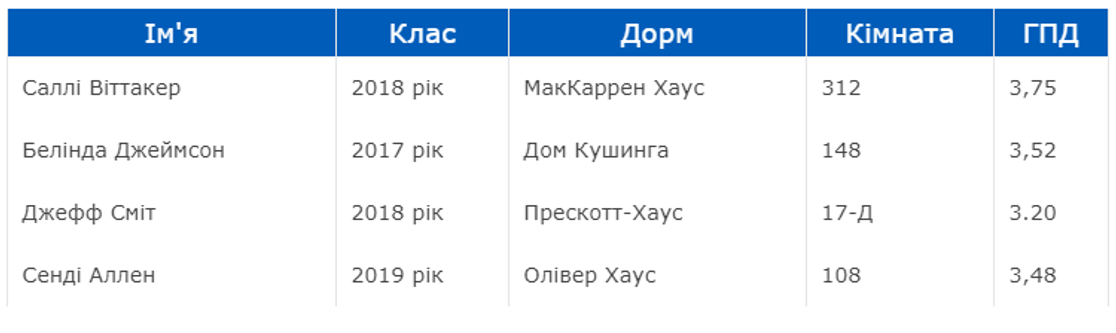 Ім'я Клас Дорм Кімната ГПД
Саллі Віттакер 2018 рік МакКаррен Хаус 312 3,75
Белінда Джеймсон 2017 рік Дом Кушинга 148 3,52
Джефф Сміт 2018 рік Прескотт-Хаус 17-Д 3.20
Сенді Аллен 2019 рік Олівер Хаус 108 3,48